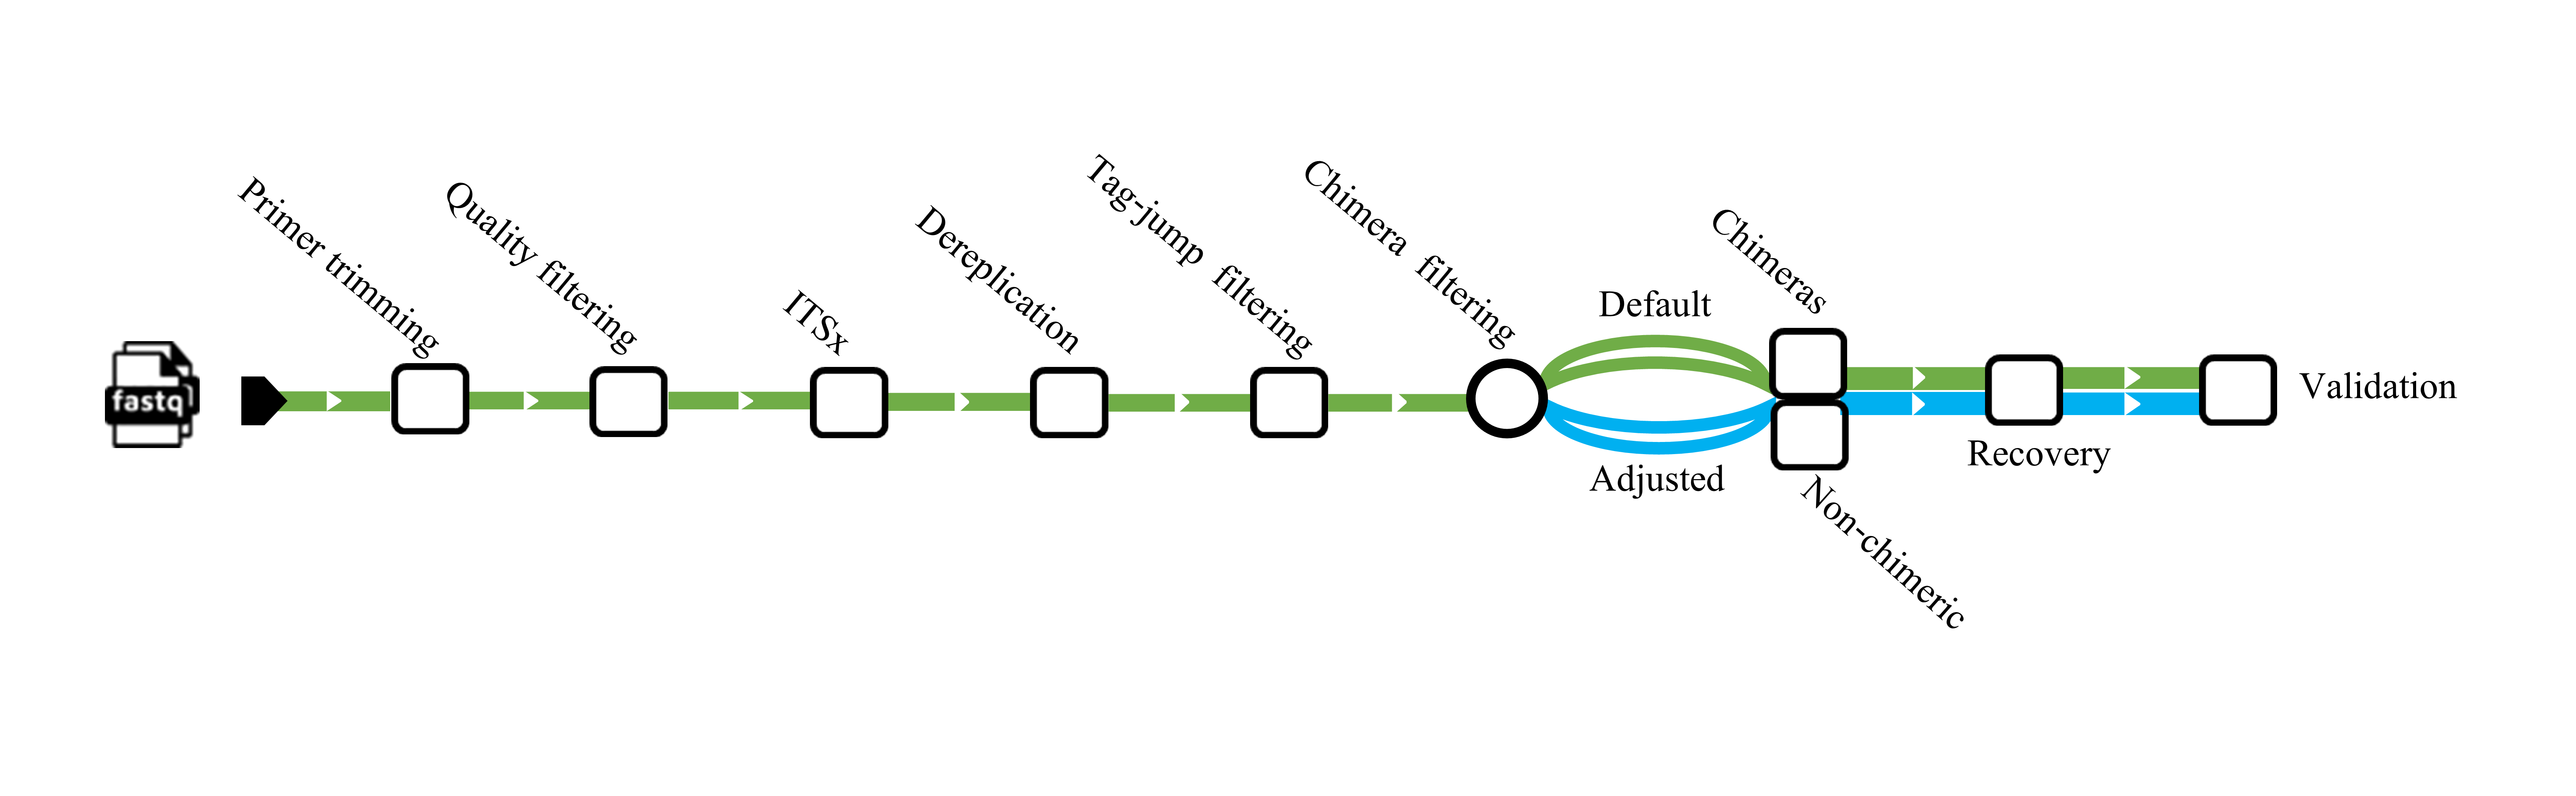 fastq
Primer trimming
Quality filtering
ITSx
Dereplication
Tag-jump filtering
Chimera filtering
Default
Adjusted
Chimeras
Non-chimeric
Recovery
Validation